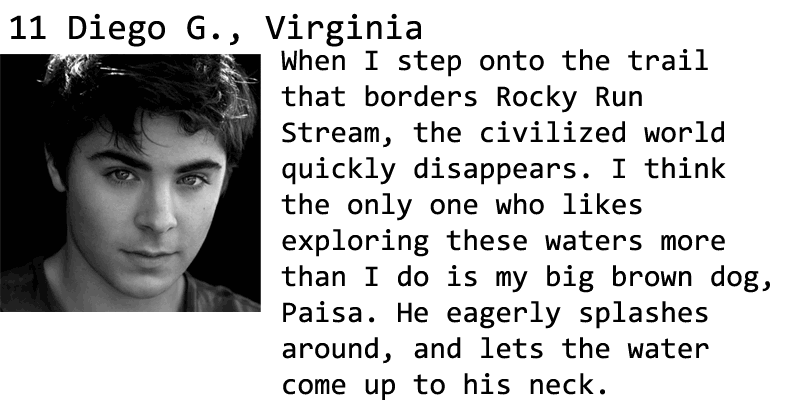 11 Diego G., Virginia
When I step onto the trail
that borders Rocky Run
Stream, the civilized world
quickly disappears. I think
the only one who likes
exploring these waters more
than I do is my big brown dog,
Paisa. He eagerly splashes
around, and lets the water
come up to his neck.